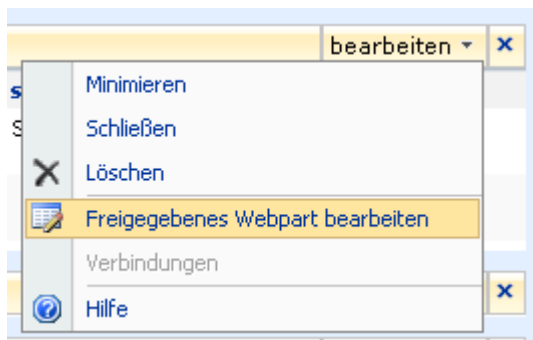 bearbeiten
s
Minimieren
S
Schließen
Löschen
Freigegebenes Webpart bearbeiten
Verbindungen
Hilfe